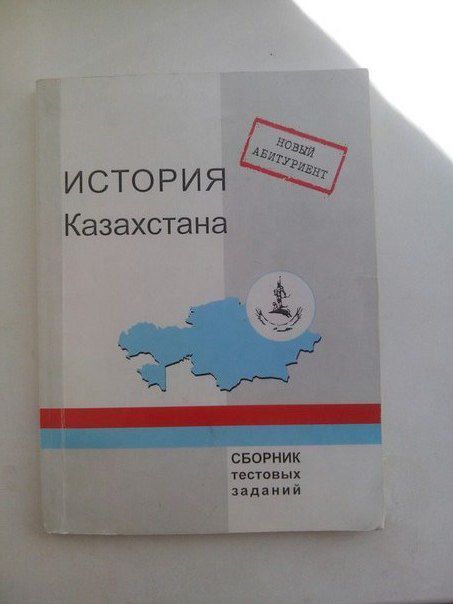 НОВЫЙ
АБИТУРИЕНТ
ИСТОРИЯ
Казахстана
СБОРНИК
тестовых
заданий